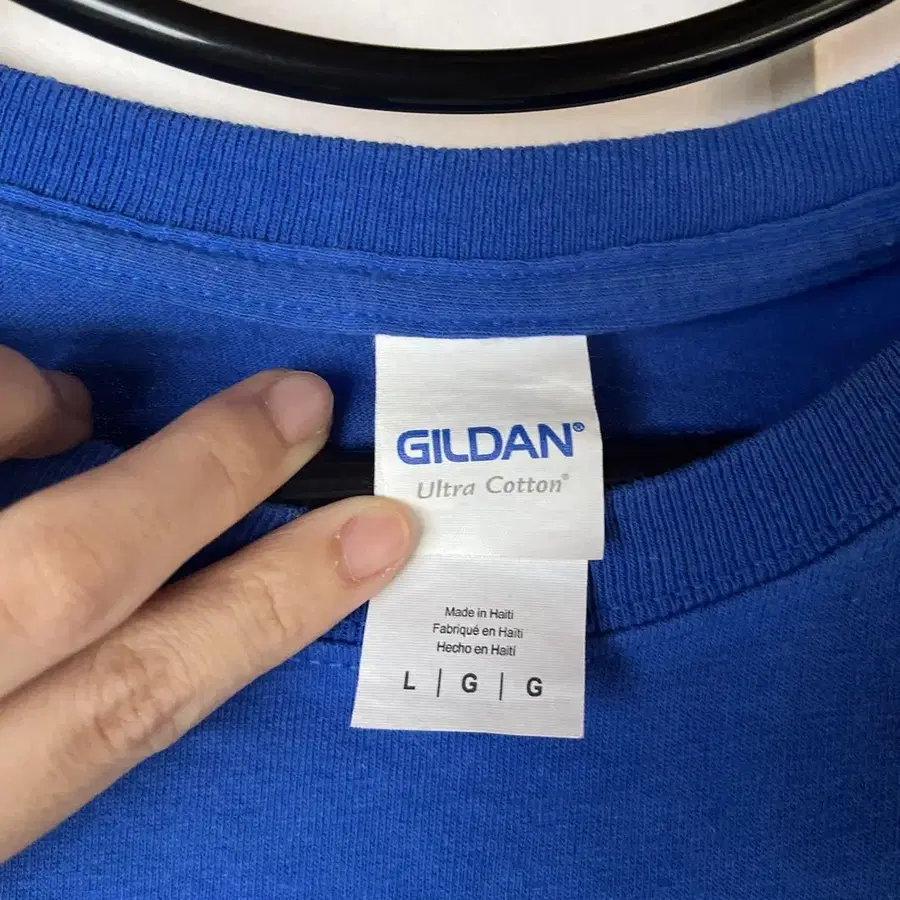 GILDAN®
Ultra Cotton®
Made in Haiti
Fabriqué en Haïti
Hecho en Haití
L | G | G